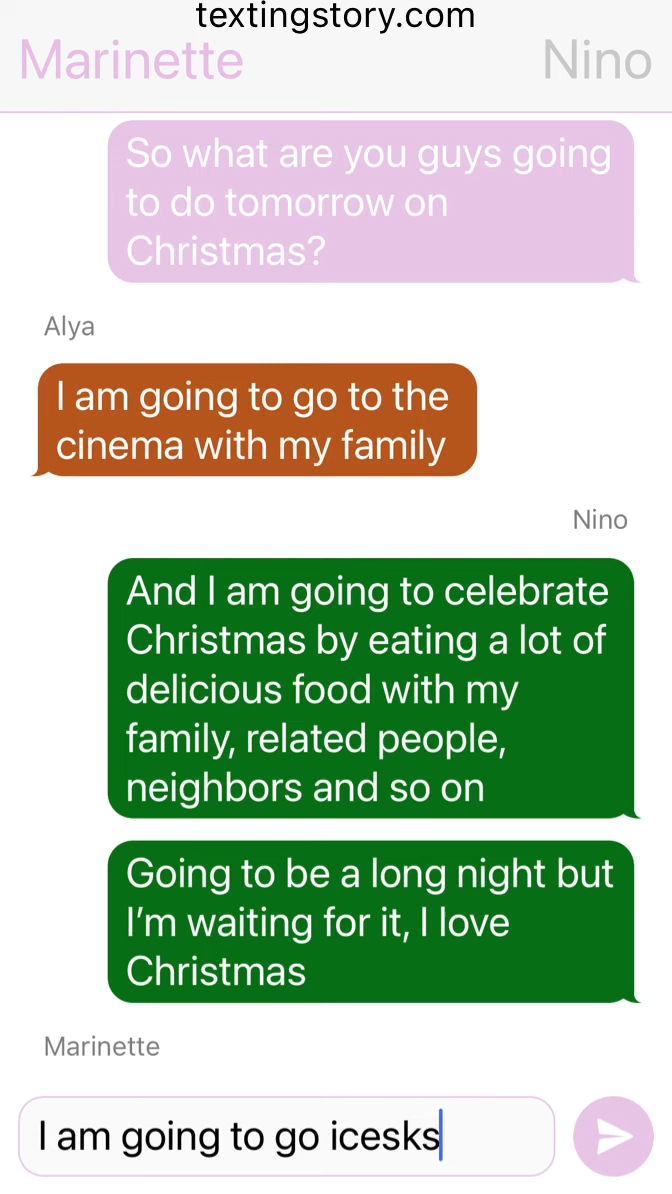 textingstory.com
Marinette
Nino
So what are you guys going
to do tomorrow on
Christmas?
Alya
I am going to go to the
cinema with my family
Nino
And I am going to celebrate
Christmas by eating a lot of
delicious food with my
family, related people,
neighbors and so on
Going to be a long night but
I’m waiting for it, I love
Christmas
Marinette
I am going to go icesks